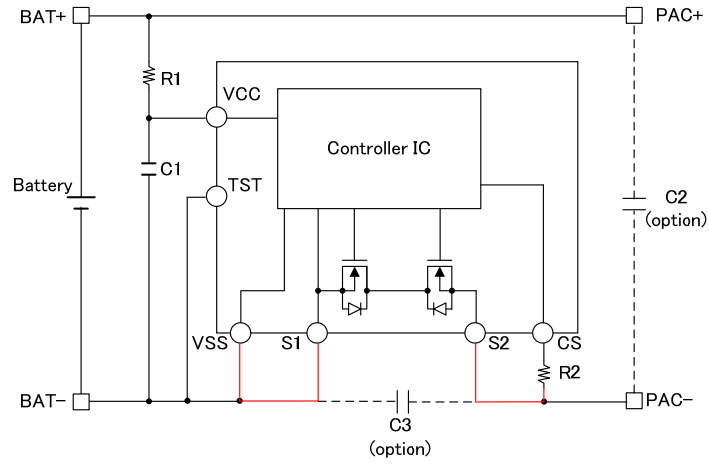 BAT+
PAC+
R1
VCC
Controller IC
C1
TST
Battery
C2
(option)
VSS
S1
S2
CS
R2
BAT-
C3
(option)
PAC-